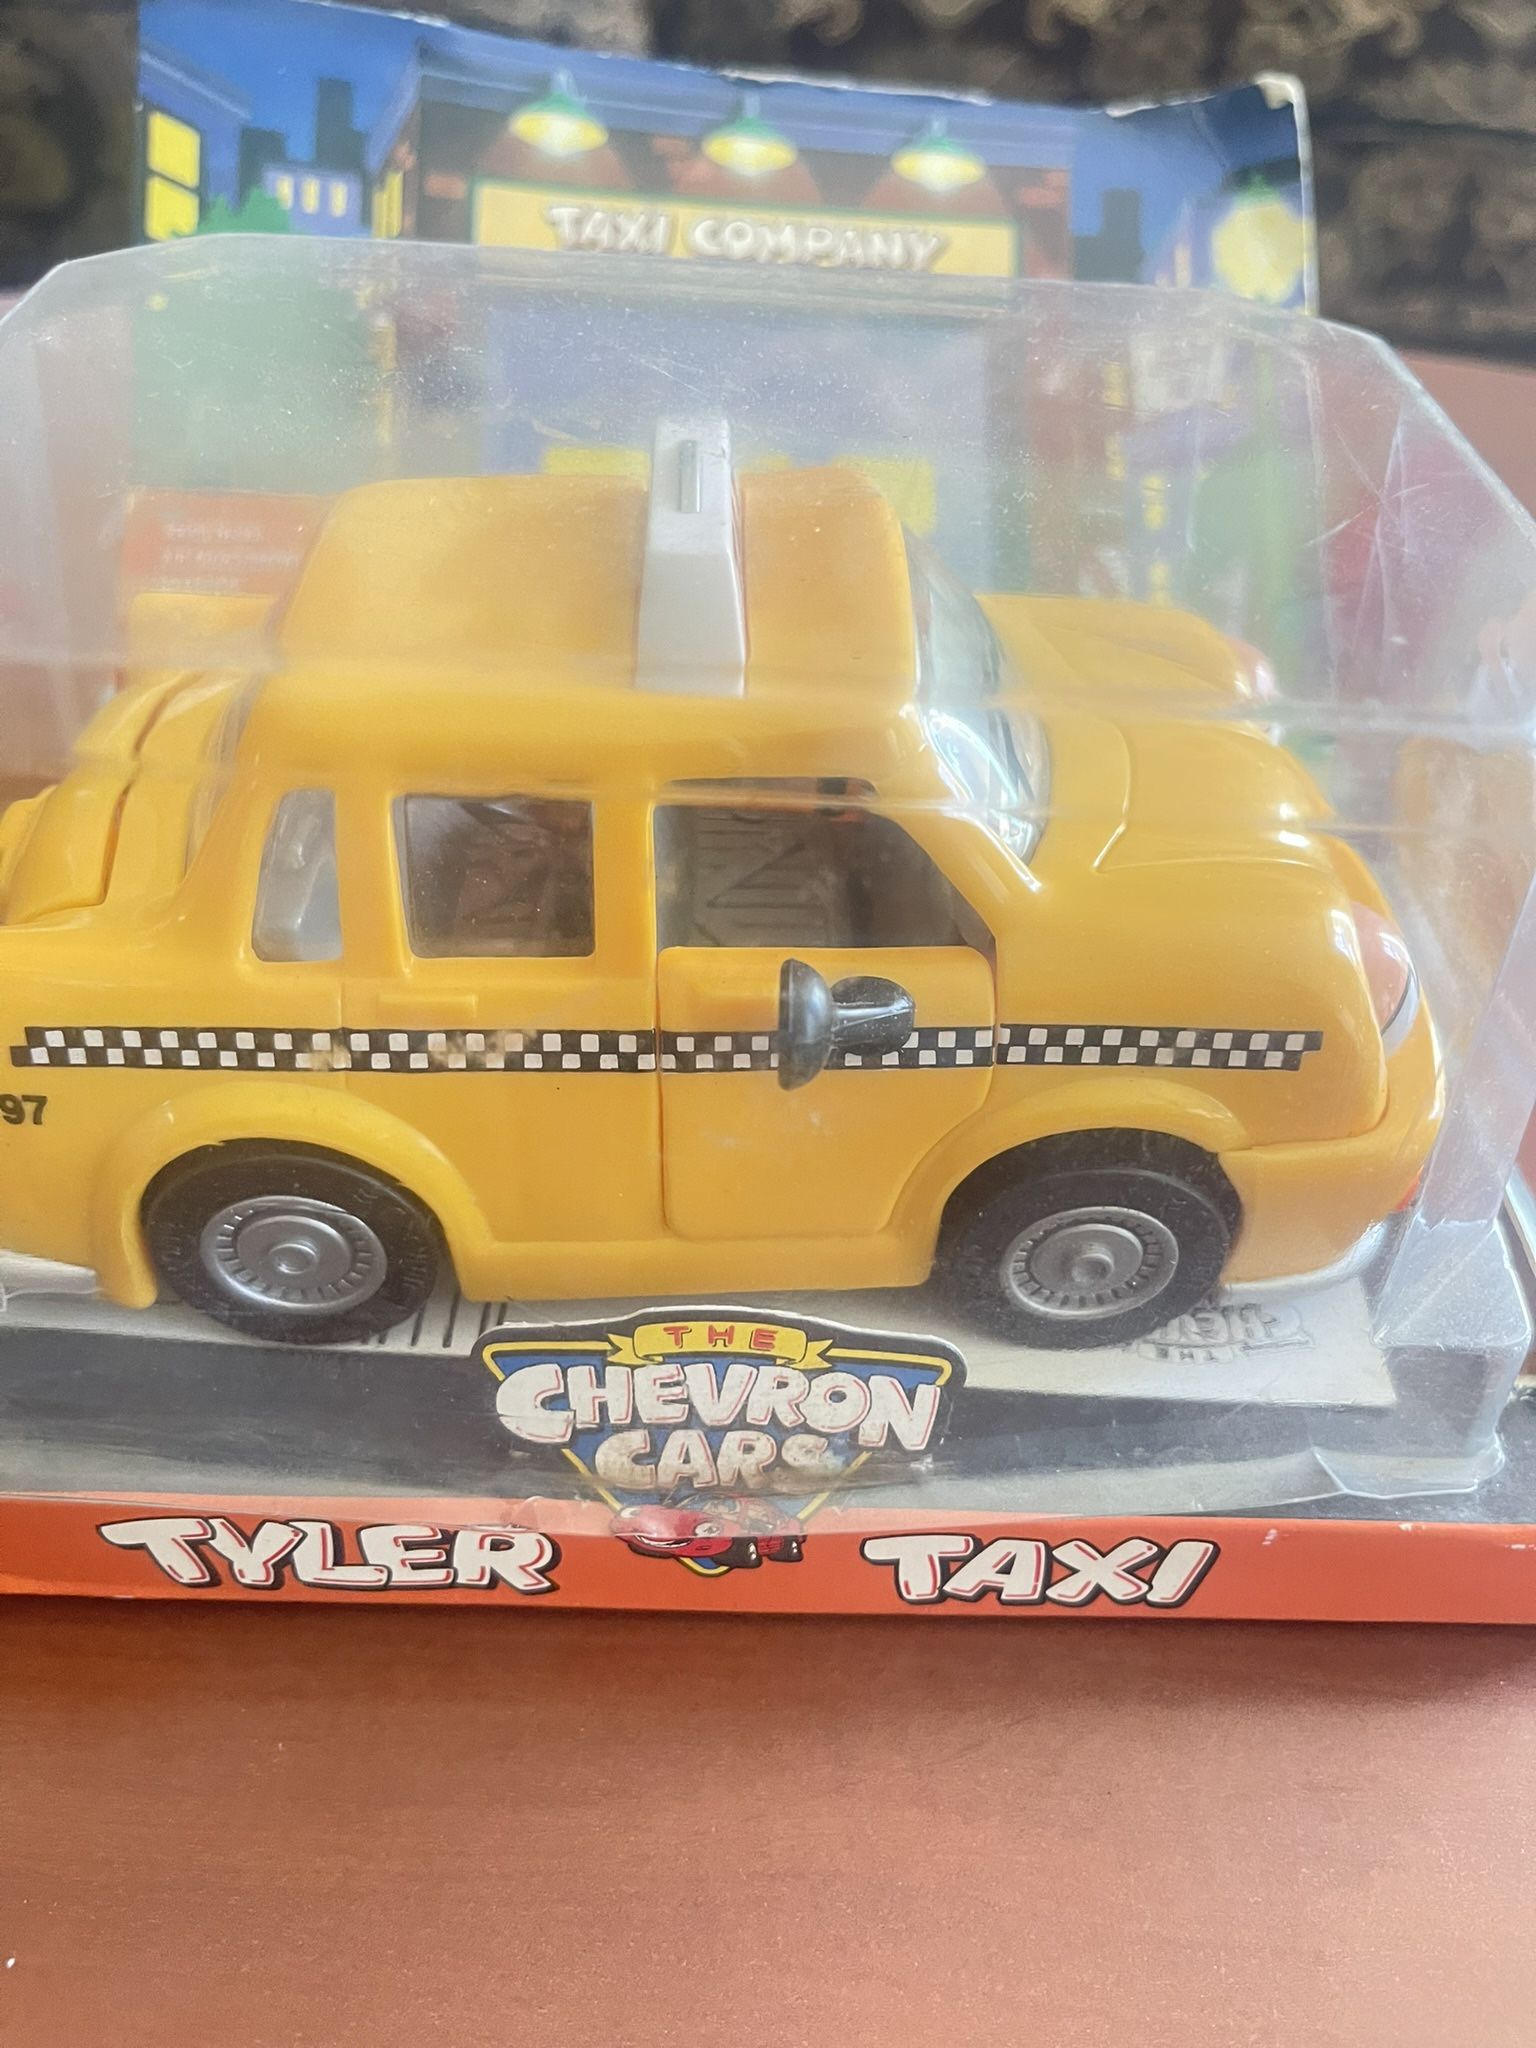 TAXI COMPANY
97
THE
CHEVRON
CARS
TYLER TAXI